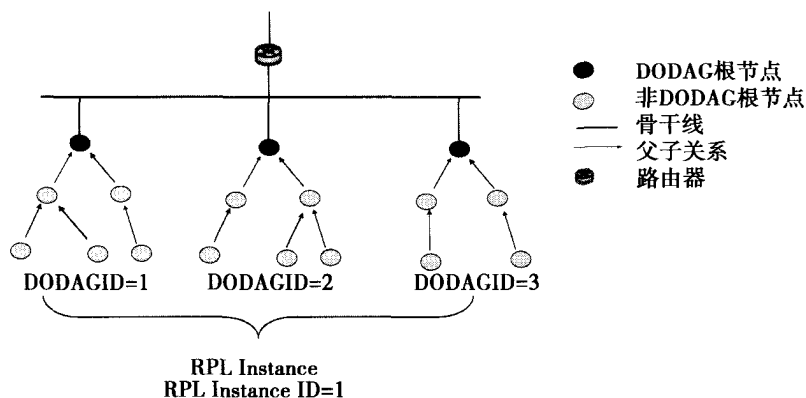 DODAG根节点
非DODAG根节点
骨干线
父子关系
路由器
DODAGID=1
DODAGID=2
DODAGID=3
RPL Instance
RPL Instance ID=1